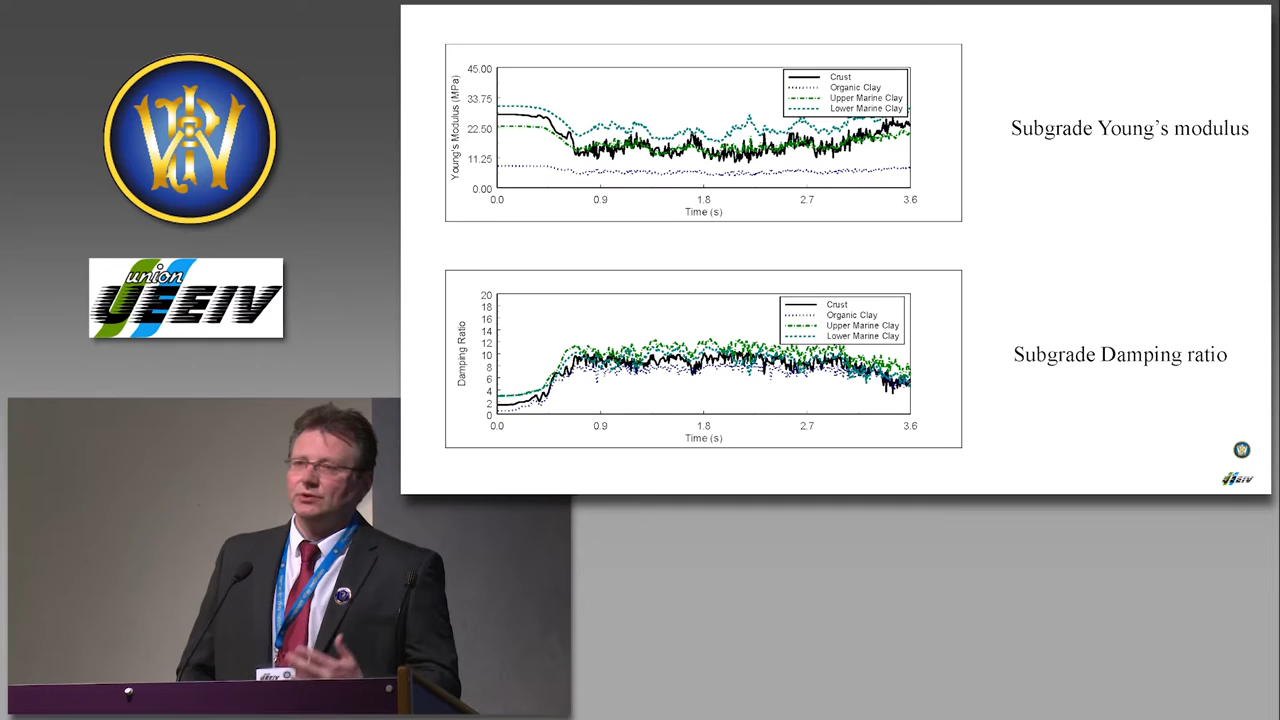 45.00
33.75
22.50
11.25
0.00
Young's Modulus (MPa)
0.0
0.9
1.8
2.7
3.6
Time (s)
Crust
Organic Clay
Upper Marine Clay
Lower Marine Clay
Subgrade Young's modulus
20
18
16
14
12
10
8
6
4
2
0
Damping Ratio
0.0
0.9
1.8
2.7
3.6
Time (s)
Crust
Organic Clay
Upper Marine Clay
Lower Marine Clay
Subgrade Damping ratio
union
UEEIV